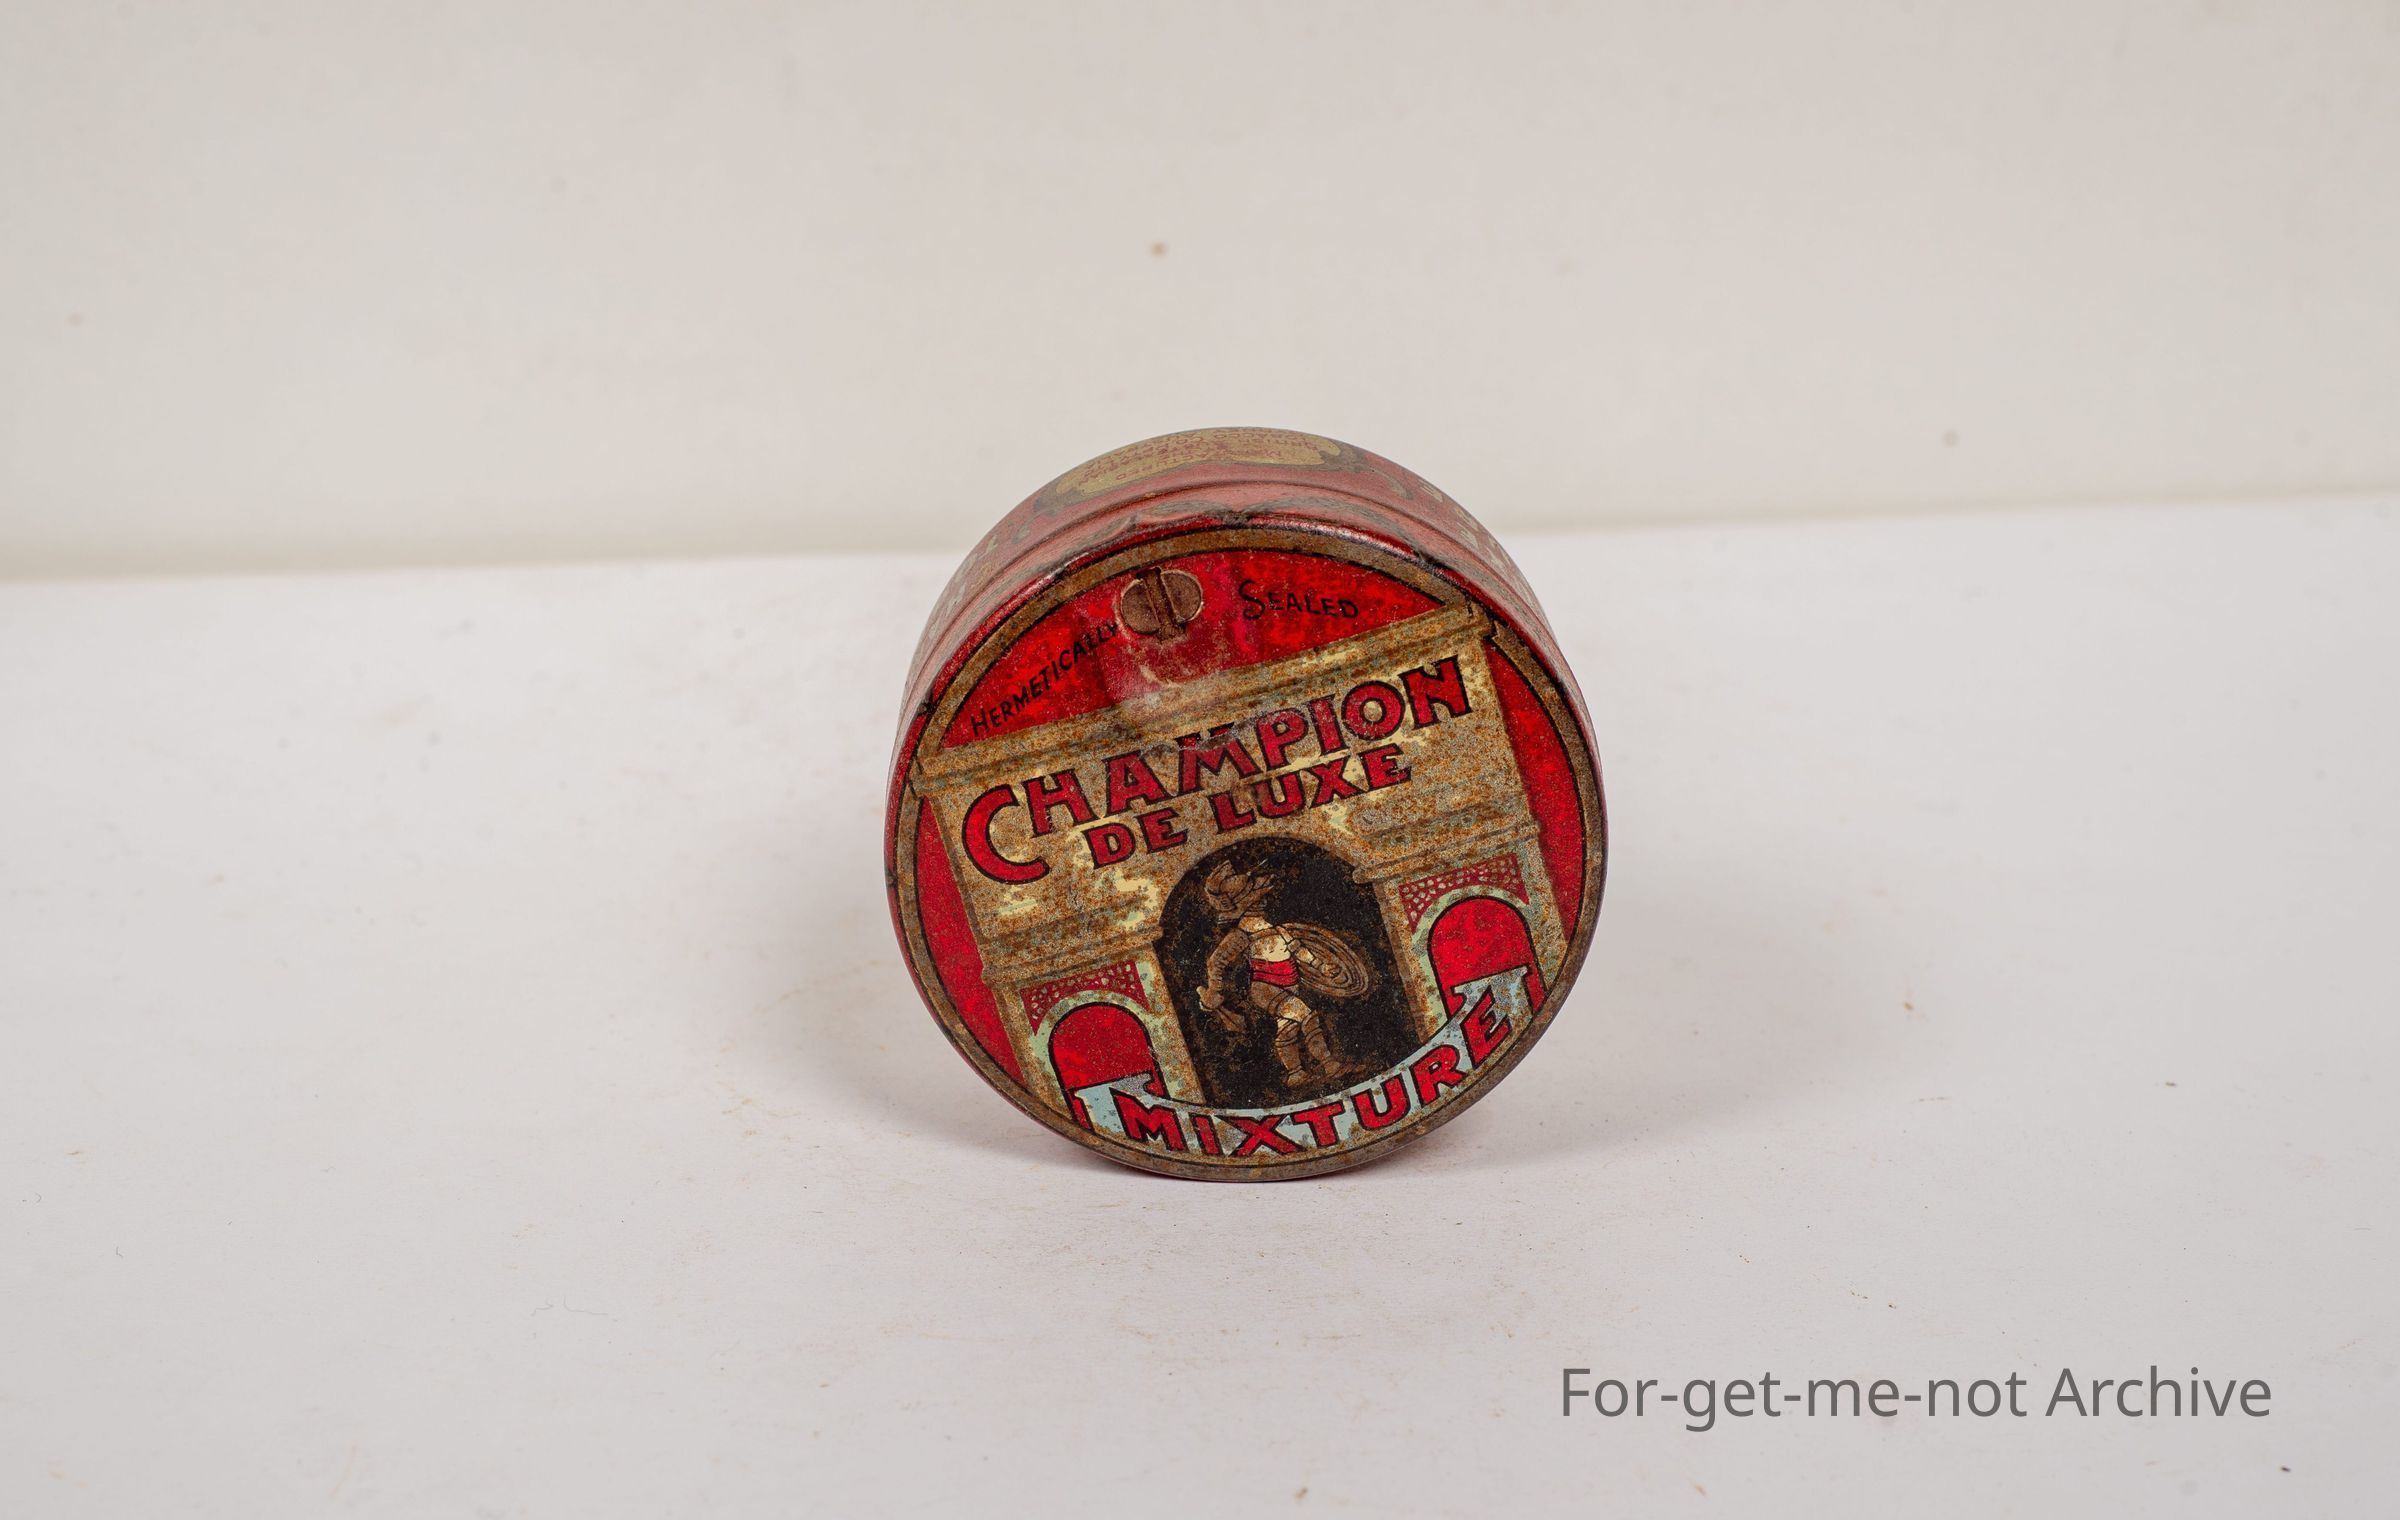 HERMETICALLY SEALED
CHAMPION
DE LUXE
MIXTURE
For-get-me-not Archive